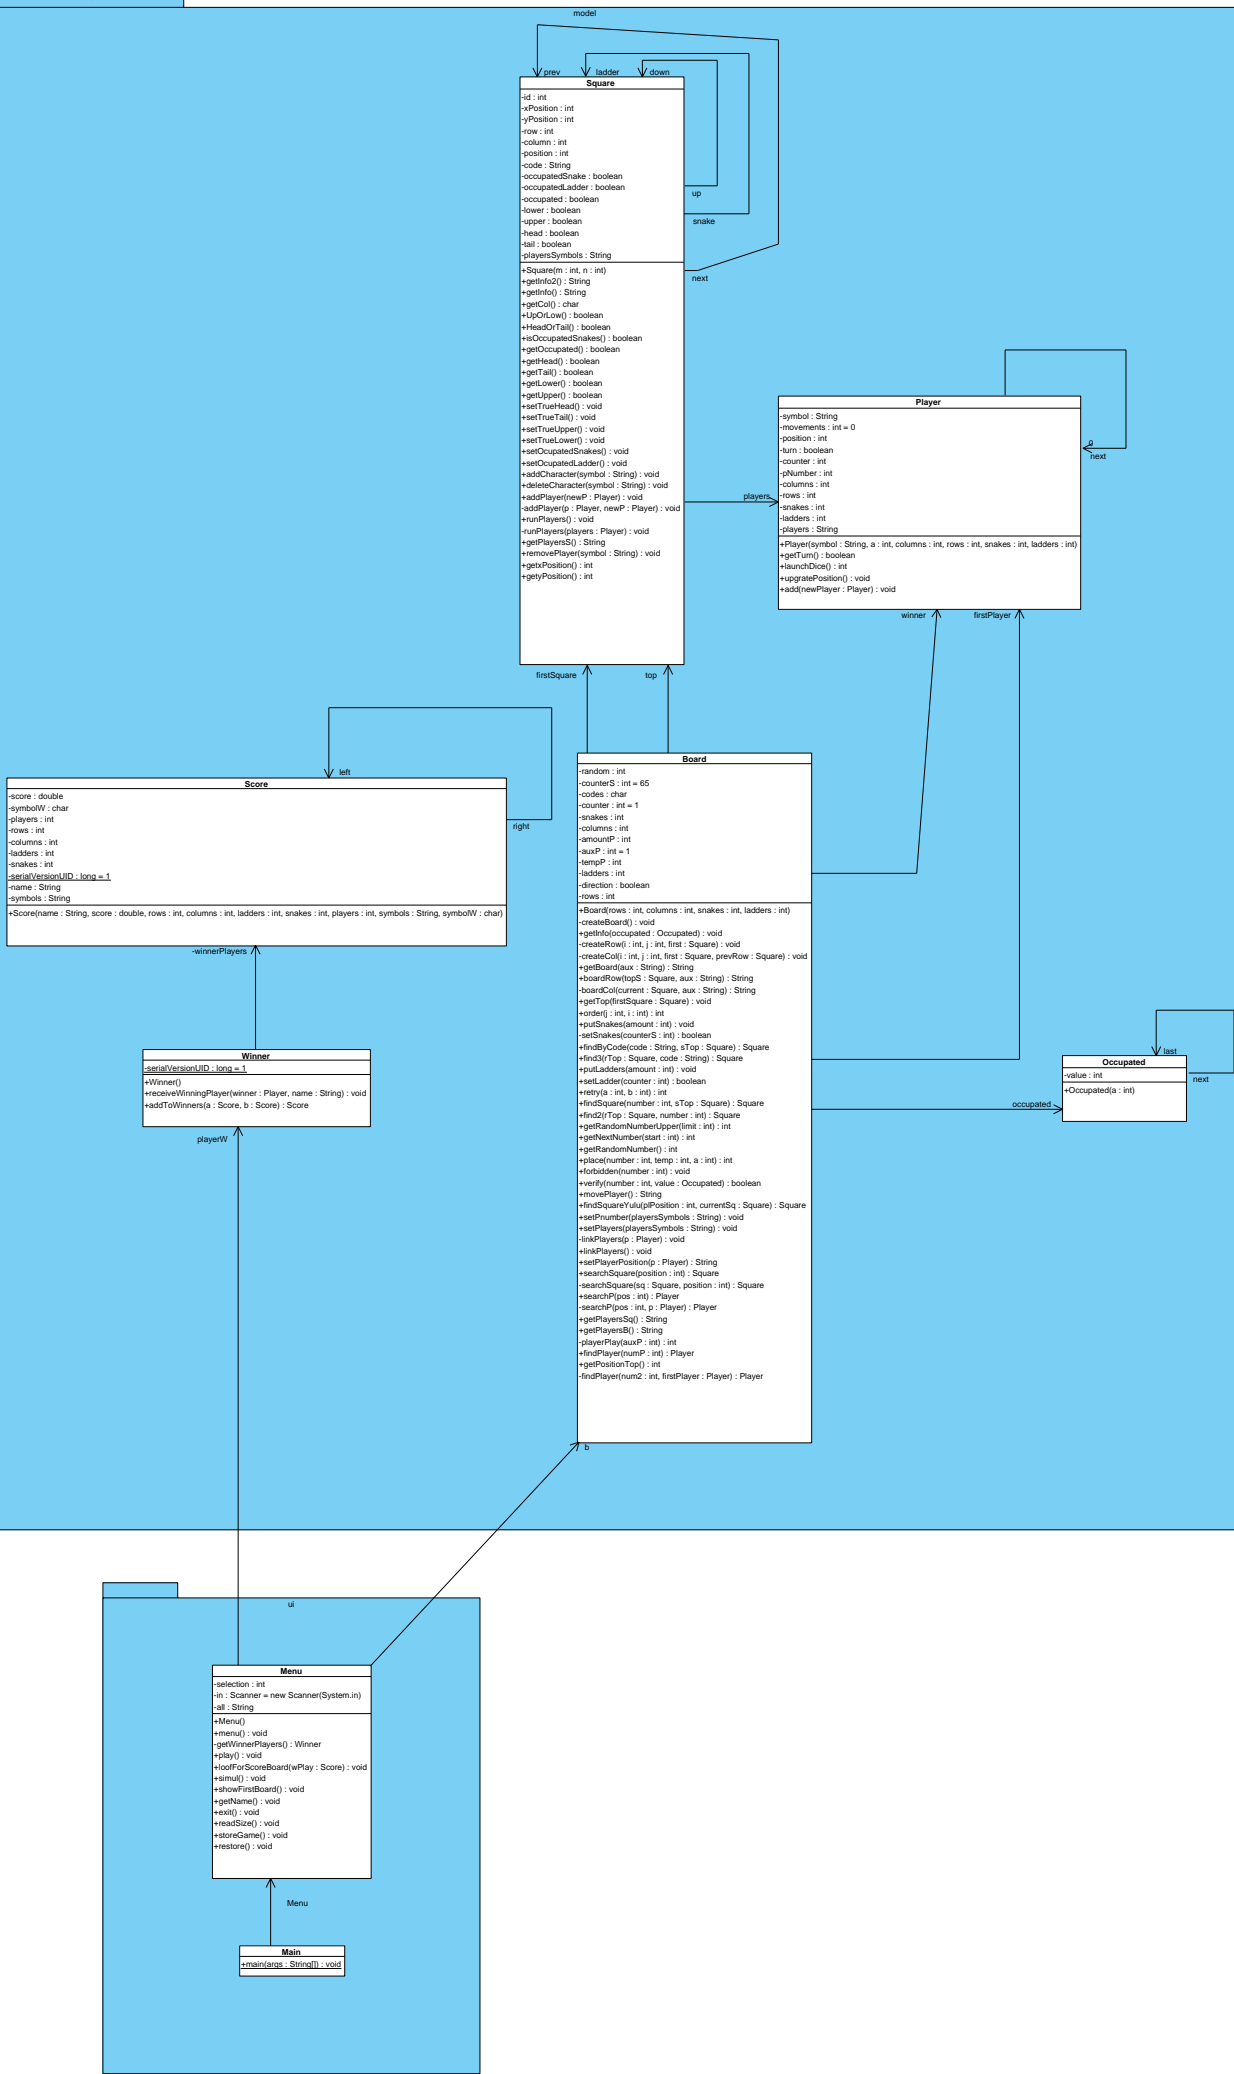 model
prev
ladder
down
Square
-id : int
-xPosition : int
-yPosition : int
-row : int
-column : int
-position : int
-code : String
-occupatedSnake : boolean
-occupatedLadder : boolean
-occupated : boolean
-lower : boolean
-upper : boolean
-head : boolean
-tail : boolean
-playersSymbols : String
+Square(m : int, n : int)
+getInfo2() : String
+getInfo() : String
+getCol() : char
+UpOrLow() : boolean
+HeadOrTail() : boolean
+isOccupatedSnakes() : boolean
+getOccupated() : boolean
+getHead() : boolean
+getTail() : boolean
+getLower() : boolean
+getUpper() : boolean
+setTrueHead() : void
+setTrueTail() : void
+setTrueUpper() : void
+setTrueLower() : void
+setOcupatedSnakes() : void
+setOcupatedLadder() : void
+addCharacter(symbol : String) : void
+deleteCharacter(symbol : String) : void
+addPlayer(newP : Player) : void
-addPlayer(p : Player, newP : Player) : void
+runPlayers() : void
-runPlayers(players : Player) : void
+getPlayersS() : String
+removePlayer(symbol : String) : void
+getxPosition() : int
+getyPosition() : int
up
snake
next
players
Player
-symbol : String
-movements : int = 0
-position : int
-turn : boolean
-counter : int
-pNumber : int
-columns : int
-rows : int
-snakes : int
-ladders : int
-players : String
+Player(symbol : String, a : int, columns : int, rows : int, snakes : int, ladders : int)
+getTurn() : boolean
+launchDice() : int
+upgratePosition() : void
+add(newPlayer : Player) : void
0
next
winner
firstPlayer
firstSquare
top
left
right
Score
-score : double
-symbolW : char
-players : int
-rows : int
-columns : int
-ladders : int
-snakes : int
-serialVersionUID : long = 1
-name : String
-symbols : String
+Score(name : String, score : double, rows : int, columns : int, ladders : int, snakes : int, players : int, symbols : String, symbolW : char)
-winnerPlayers
Board
-random : int
-counterS : int = 65
-codes : char
-counter : int = 1
-snakes : int
-columns : int
-amountP : int
-auxP : int = 1
-tempP : int
-ladders : int
-direction : boolean
-rows : int
+Board(rows : int, columns : int, snakes : int, ladders : int)
-createBoard() : void
+getInfo(occupated : Occupated) : void
-createRow(i : int, j : int, first : Square) : void
-createCol(i : int, j : int, first : Square, prevRow : Square) : void
+getBoard(aux : String) : String
+boardRow(topS : Square, aux : String) : String
-boardCol(current : Square, aux : String) : String
+getTop(firstSquare : Square) : void
+order(j : int, i : int) : int
+putSnakes(amount : int) : void
-setSnakes(counterS : int) : boolean
+findByCode(code : String, sTop : Square) : Square
+find3(rTop : Square, code : String) : Square
+putLadders(amount : int) : void
+setLadder(counter : int) : boolean
+retry(a : int, b : int) : int
+findSquare(number : int, sTop : Square) : Square
+find2(rTop : Square, number : int) : Square
+getRandomNumberUpper(limit : int) : int
+getNextNumber(start : int) : int
+getRandomNumber() : int
+place(number : int, temp : int, a : int) : int
+forbidden(number : int) : void
+verify(number : int, value : Occupated) : boolean
+movePlayer() : String
+findSquareYulu(plPosition : int, currentSq : Square) : Square
+setPnumber(playersSymbols : String) : void
+setPlayers(playersSymbols : String) : void
-linkPlayers(p : Player) : void
+linkPlayers() : void
+setPlayerPosition(p : Player) : String
+searchSquare(position : int) : Square
-searchSquare(sq : Square, position : int) : Square
+searchP(pos : int) : Player
-searchP(pos : int, p : Player) : Player
+getPlayersSq() : String
+getPlayersB() : String
-playerPlay(auxP : int) : int
+findPlayer(numP : int) : Player
+getPositionTop() : int
-findPlayer(num2 : int, firstPlayer : Player) : Player
b
Winner
-serialVersionUID : long = 1
+Winner()
+receiveWinningPlayer(winner : Player, name : String) : void
+addToWinners(a : Score, b : Score) : Score
playerW
occupated
last
Occupated
-value : int
+Occupated(a : int)
next
ui
Menu
-selection : int
-in : Scanner = new Scanner(System.in)
-all : String
+Menu()
+menu() : void
-getWinnerPlayers() : Winner
+play() : void
+loofForScoreBoard(wPlay : Score) : void
+simul() : void
+showFirstBoard() : void
+getName() : void
+exit() : void
+readSize() : void
+storeGame() : void
+restore() : void
Menu
Main
+main(args : String[]) : void